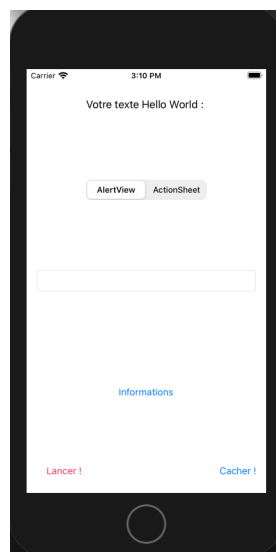 Carrier 3:10 PM
Votre texte Hello World :
AlertView ActionSheet
Informations
Lancer ! Cacher !